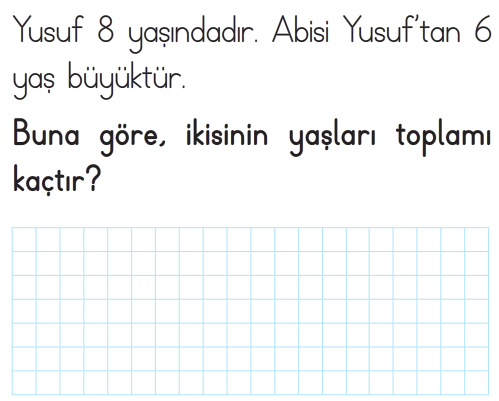 Yusuf 8 yaşındadır. Abisi Yusuf'tan 6
yaş büyüktür.
Buna göre, ikisinin yaşları toplamı
kaçtır?